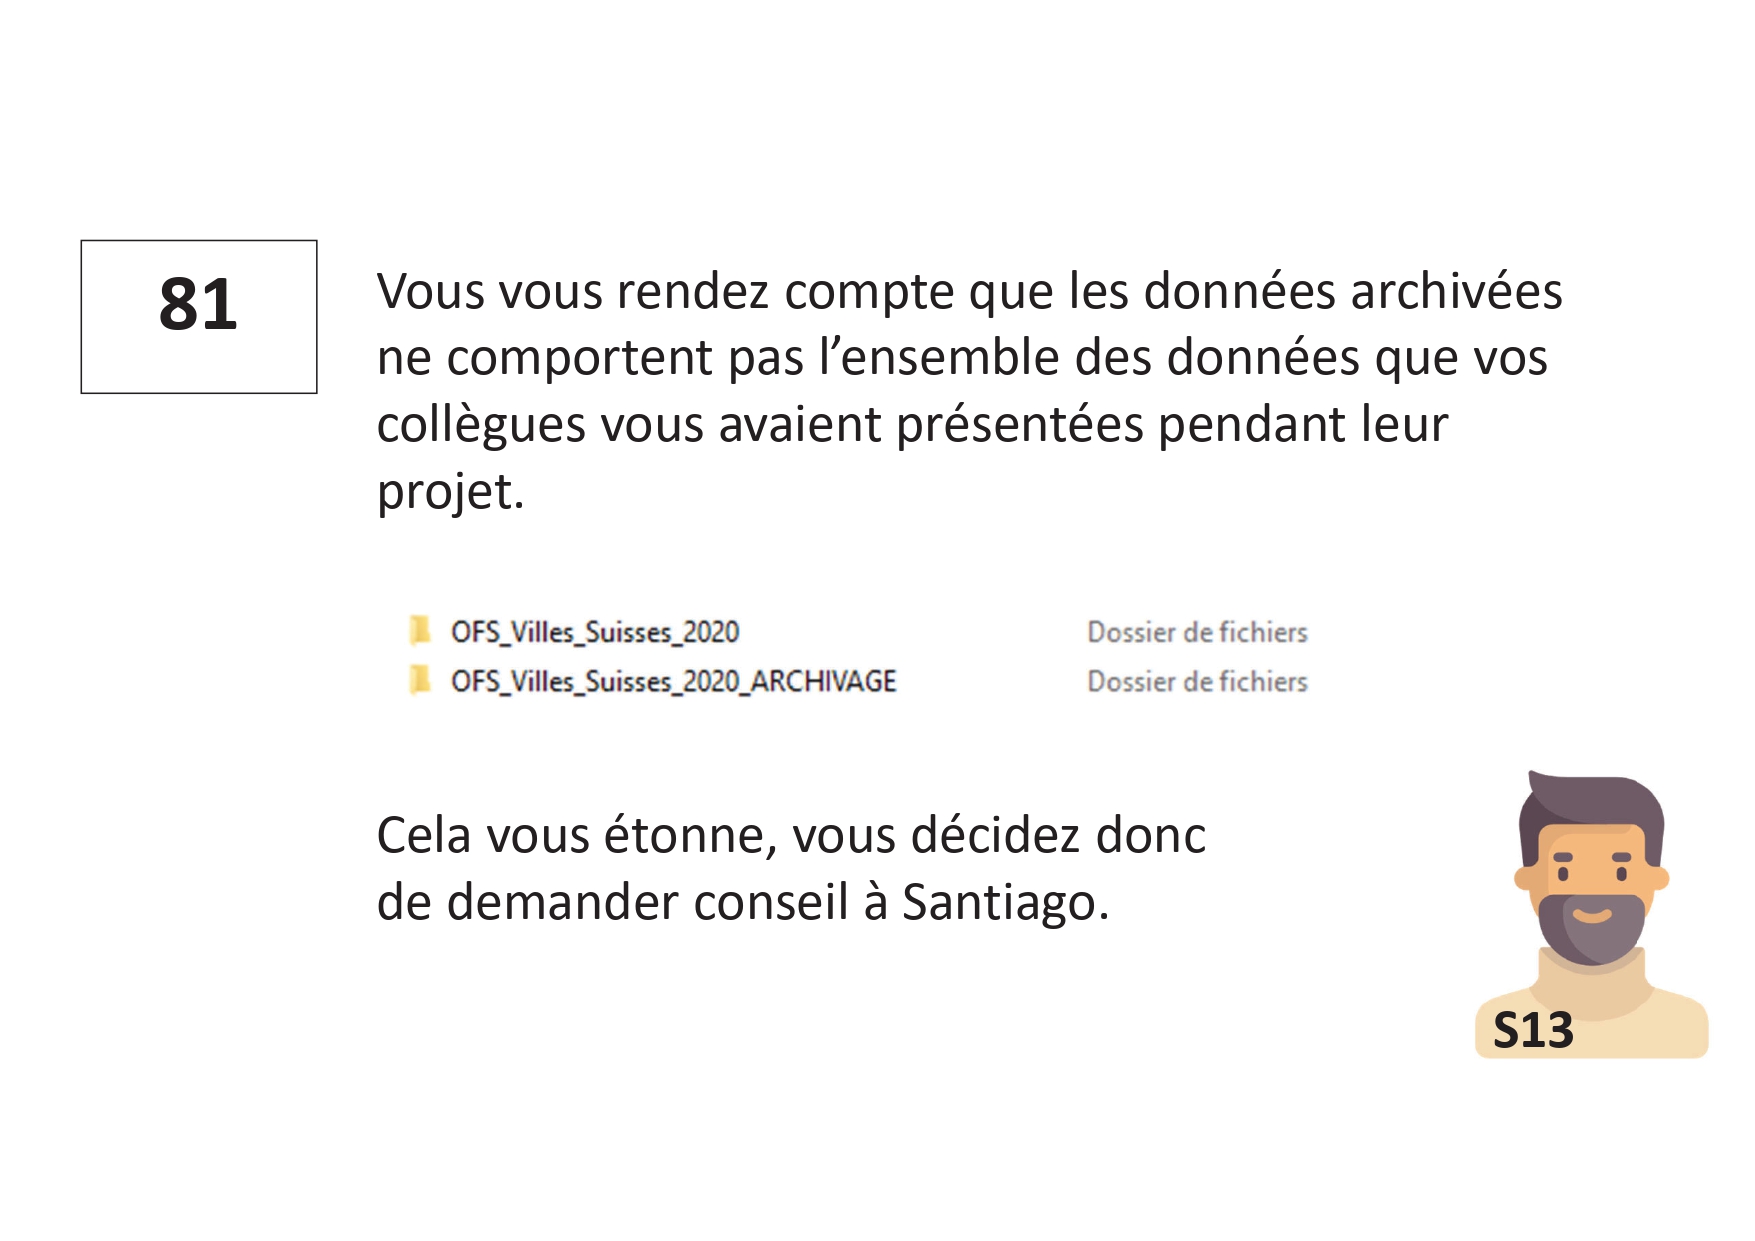 81
Vous vous rendez compte que les données archivées
ne comportent pas l’ensemble des données que vos
collègues vous avaient présentées pendant leur
projet.
OFS_Villes_Suisses_2020 Dossier de fichiers
OFS_Villes_Suisses_2020_ARCHIVAGE Dossier de fichiers
Cela vous étonne, vous décidez donc
de demander conseil à Santiago.
S13